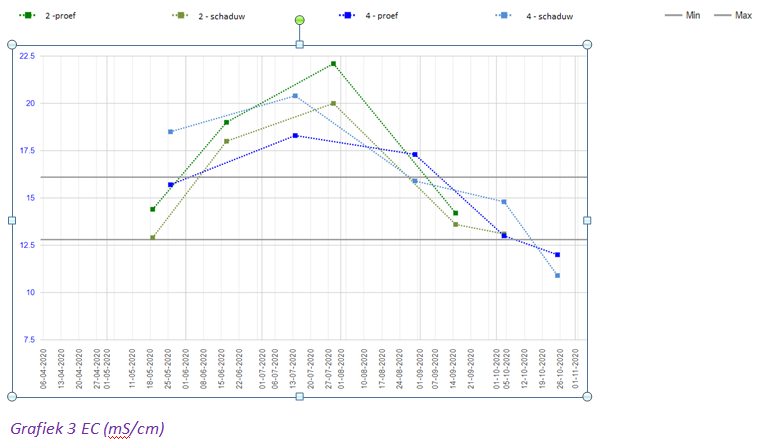 2 -proef 2 - schaduw 4 - proef 4 - schaduw Min Max
22.5
20
17.5
15
12.5
10
7.5
06-04-2020 13-04-2020 20-04-2020 27-04-2020 01-05-2020 11-05-2020 18-05-2020 25-05-2020 01-06-2020 08-06-2020 15-06-2020 22-06-2020 01-07-2020 06-07-2020 13-07-2020 20-07-2020 27-07-2020 01-08-2020 10-08-2020 17-08-2020 24-08-2020 01-09-2020 07-09-2020 14-09-2020 21-09-2020 01-10-2020 05-10-2020 12-10-2020 19-10-2020 26-10-2020 01-11-2020
Grafiek 3 EC (mS/cm)